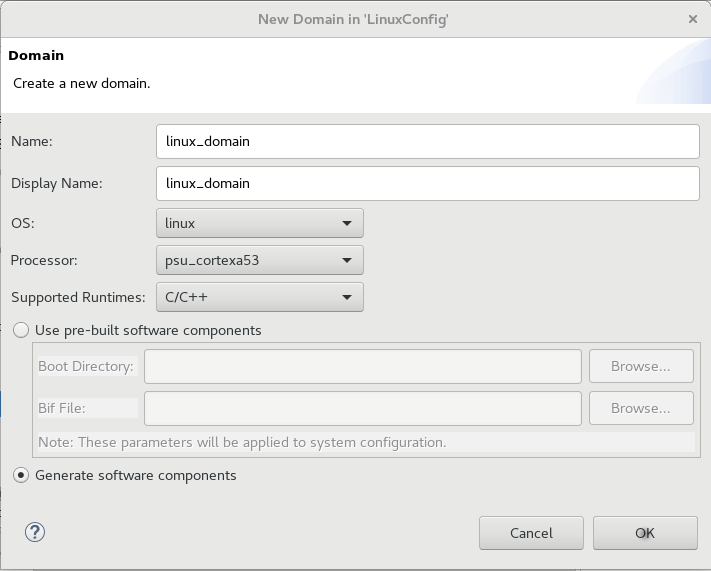 New Domain in 'LinuxConfig'
Domain
Create a new domain.
Name: linux_domain
Display Name: linux_domain
OS: linux
Processor: psu_cortexa53
Supported Runtimes: C/C++
Use pre-built software components
Boot Directory: Browse...
Bif File: Browse...
Note: These parameters will be applied to system configuration.
Generate software components
? Cancel OK